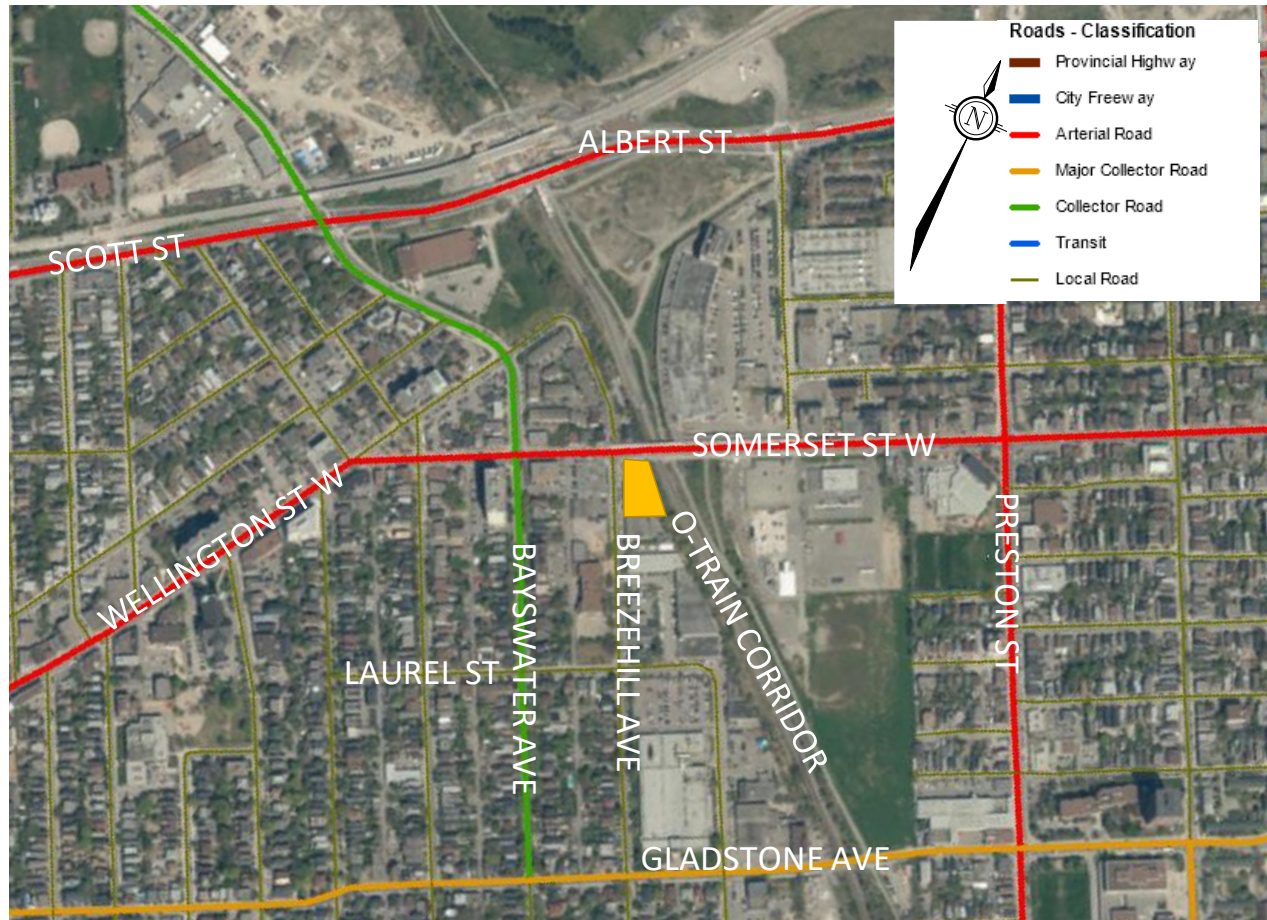 Roads - Classification
Provincial Highway
City Freeway
Arterial Road
Major Collector Road
Collector Road
Transit
Local Road
N
ALBERT ST
SCOTT ST
SOMERSET ST W
WELLINGTON ST W
PRESTON ST
O-TRAIN CORRIDOR
BREEZEHILL AVE
BAYSWATER AVE
LAUREL ST
GLADSTONE AVE